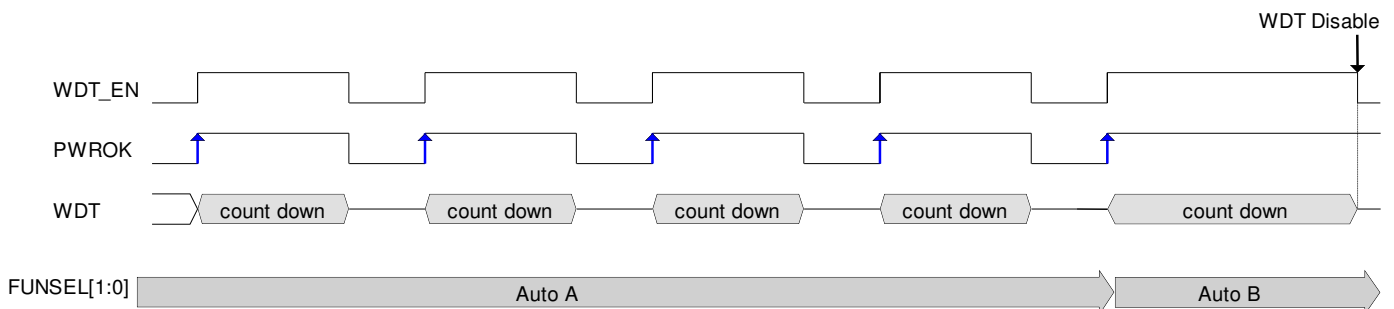 WDT Disable
WDT_EN
PWROK
WDT count down count down count down count down count down
FUNSEL[1:0] Auto A Auto B